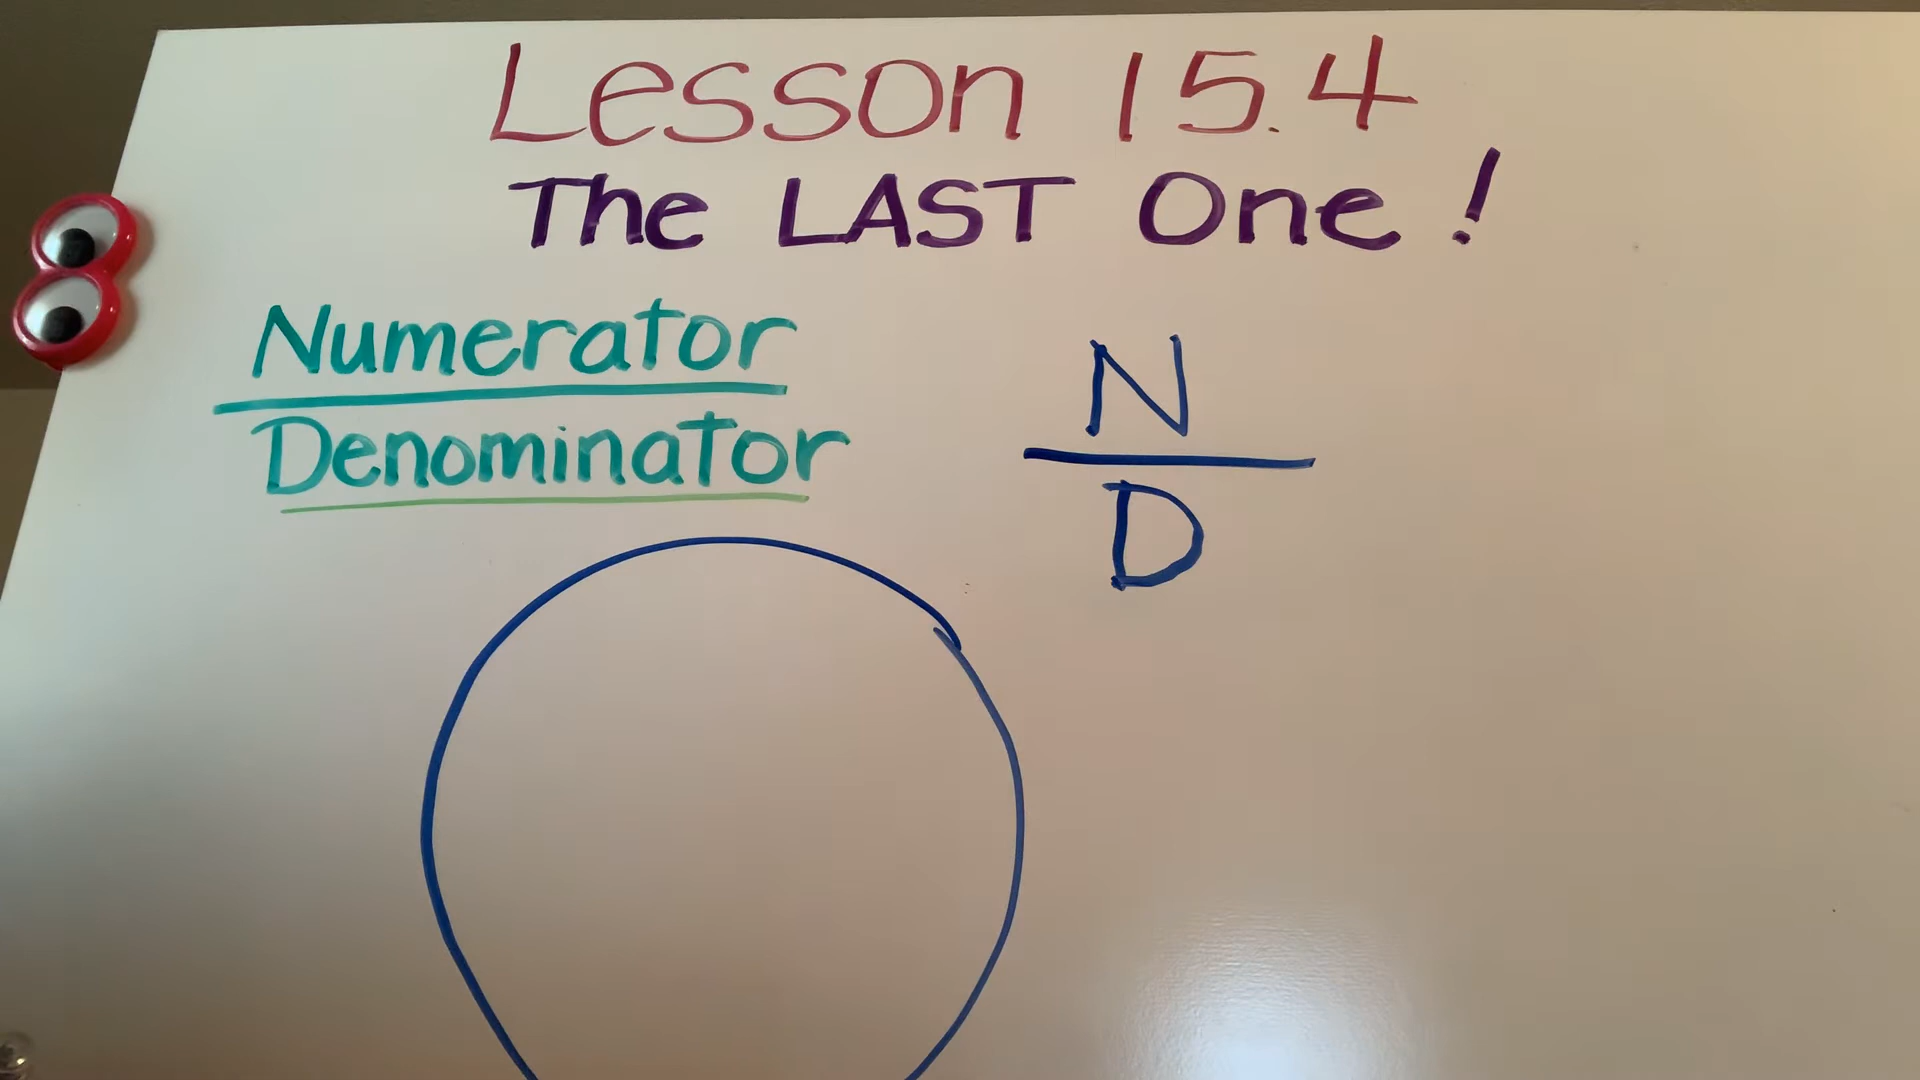 Lesson 15.4
The LAST One!
Numerator
Denominator
N
D